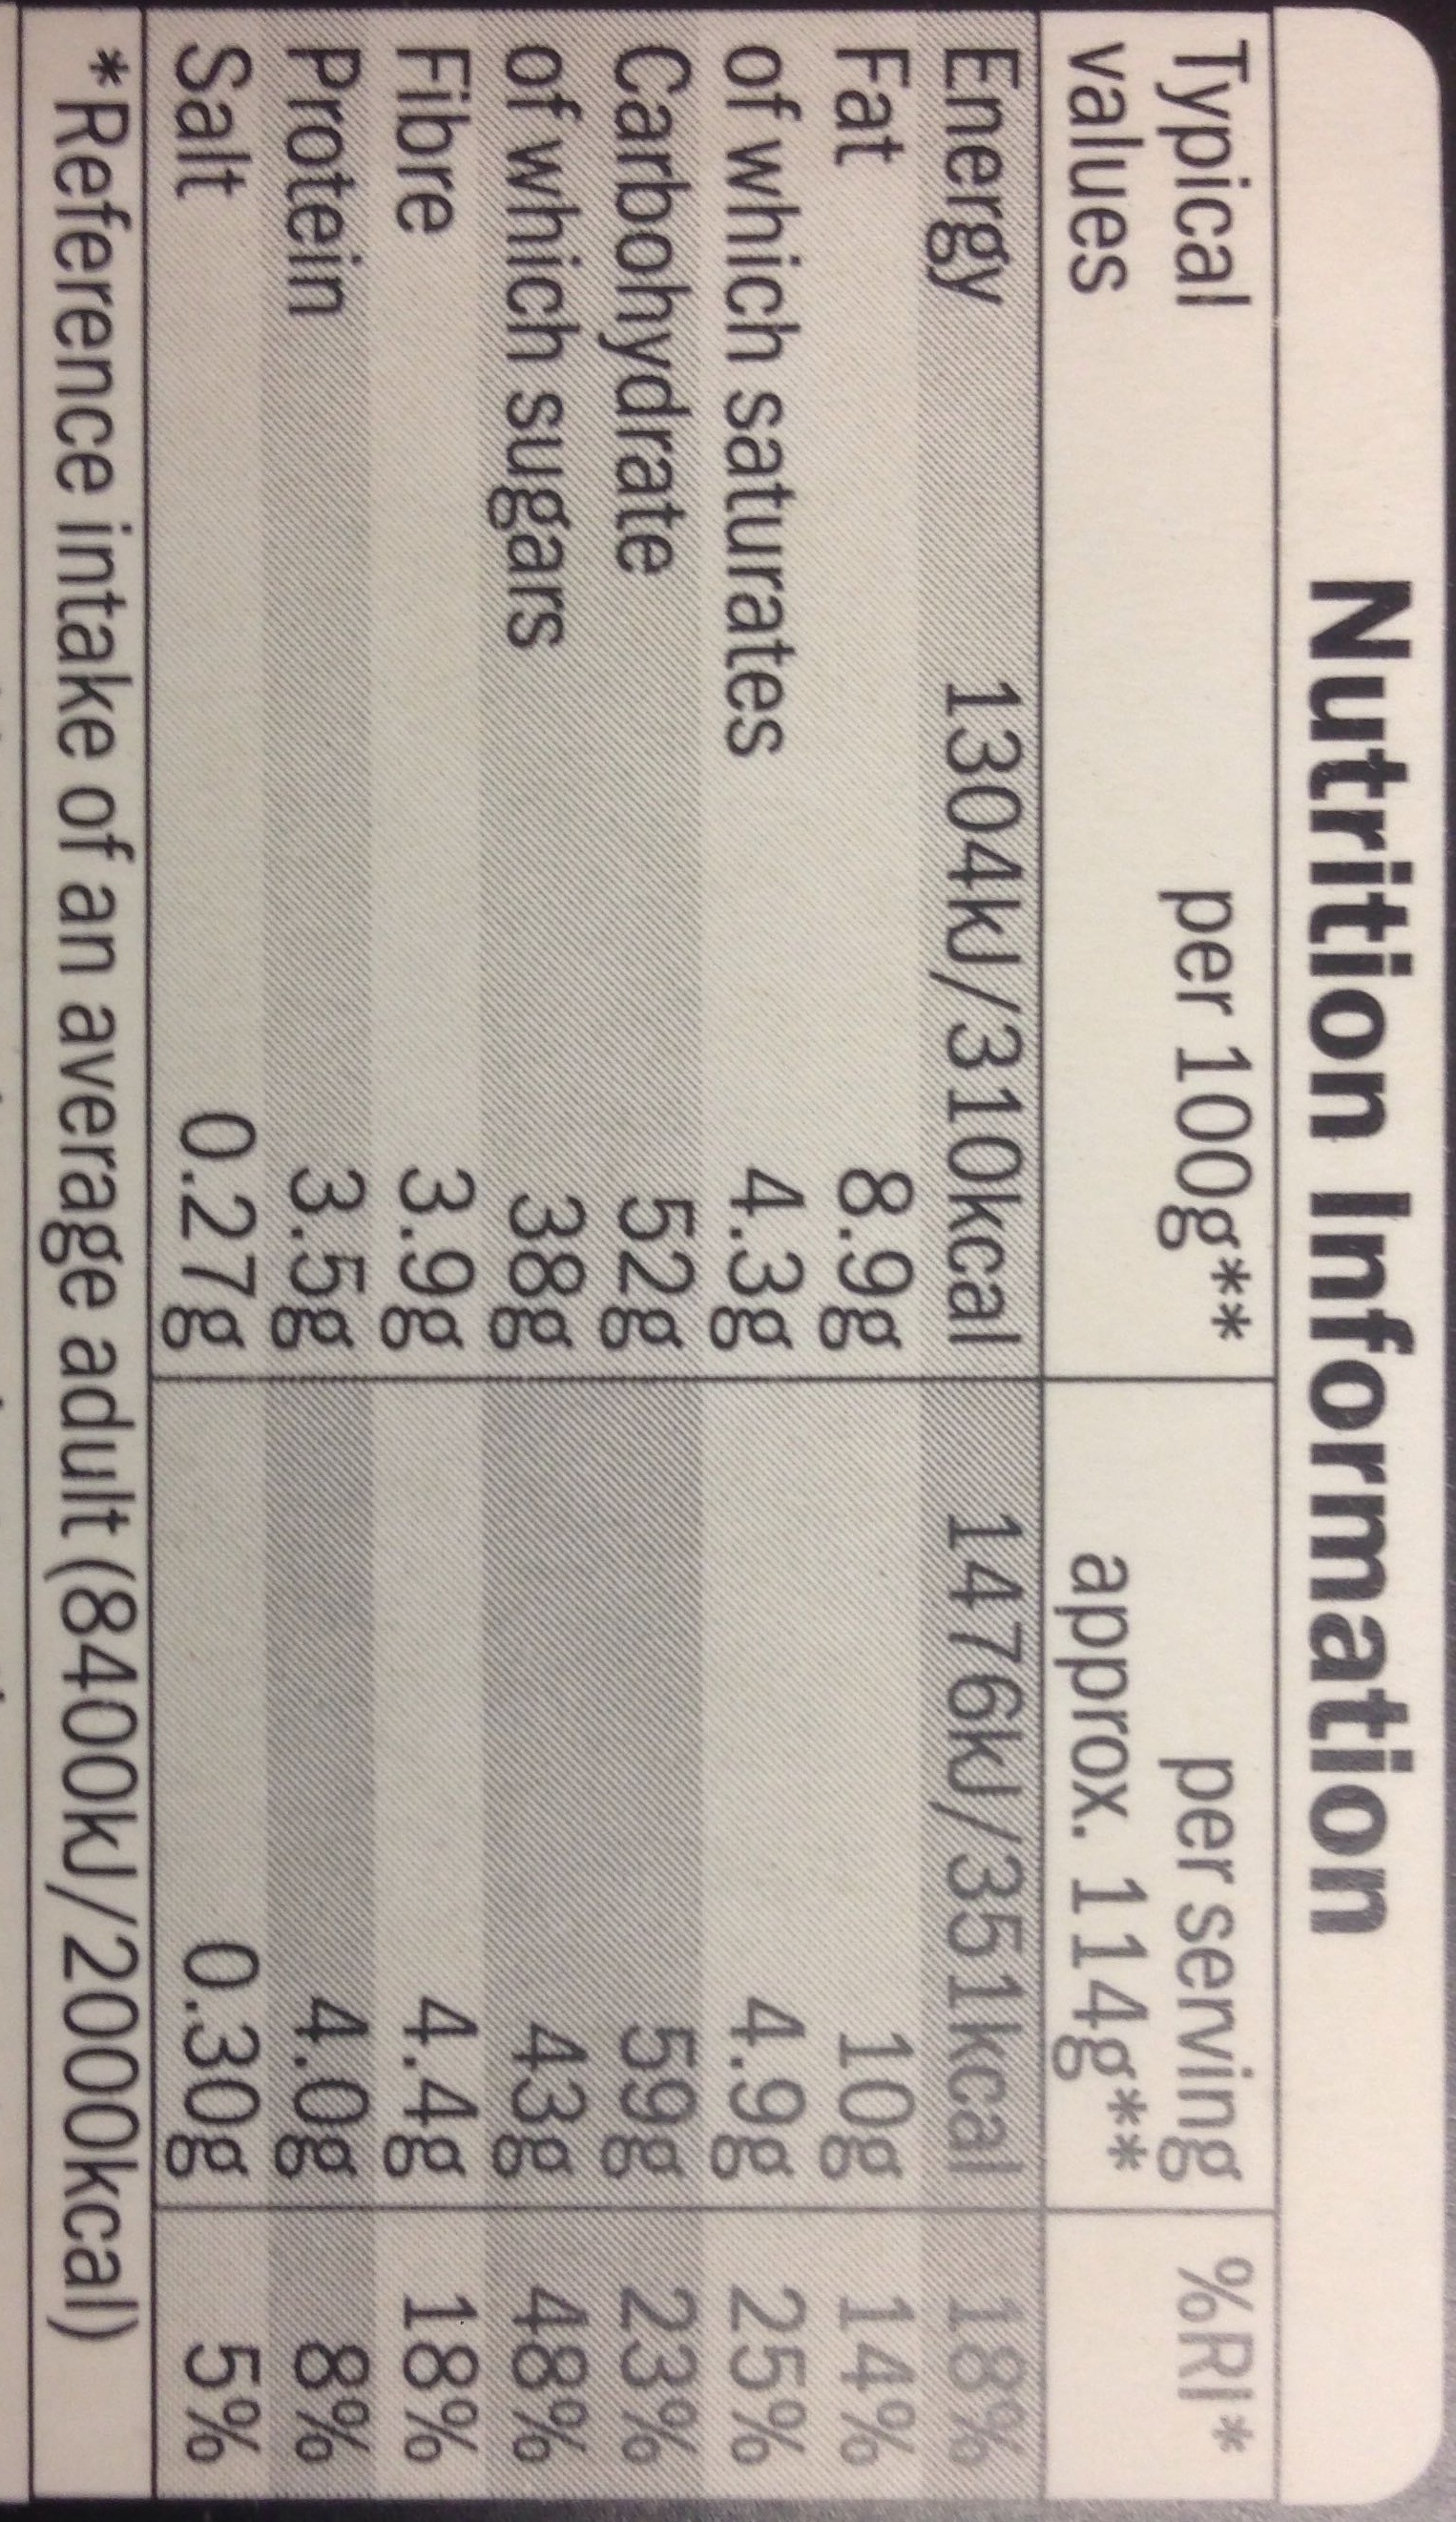 Nutrition Information
Typical values per 100g** per serving approx. 114g** %RI*
Energy 1304kJ/310kcal 1476kJ/351kcal 18%
Fat 8.9g 10g 14%
of which saturates 4.3g 4.9g 25%
Carbohydrate 52g 59g 23%
of which sugars 38g 43g 48%
Fibre 3.9g 4.4g 18%
Protein 3.5g 4.0g 8%
Salt 0.27g 0.30g 5%
*Reference intake of an average adult (8400kJ/2000kcal)